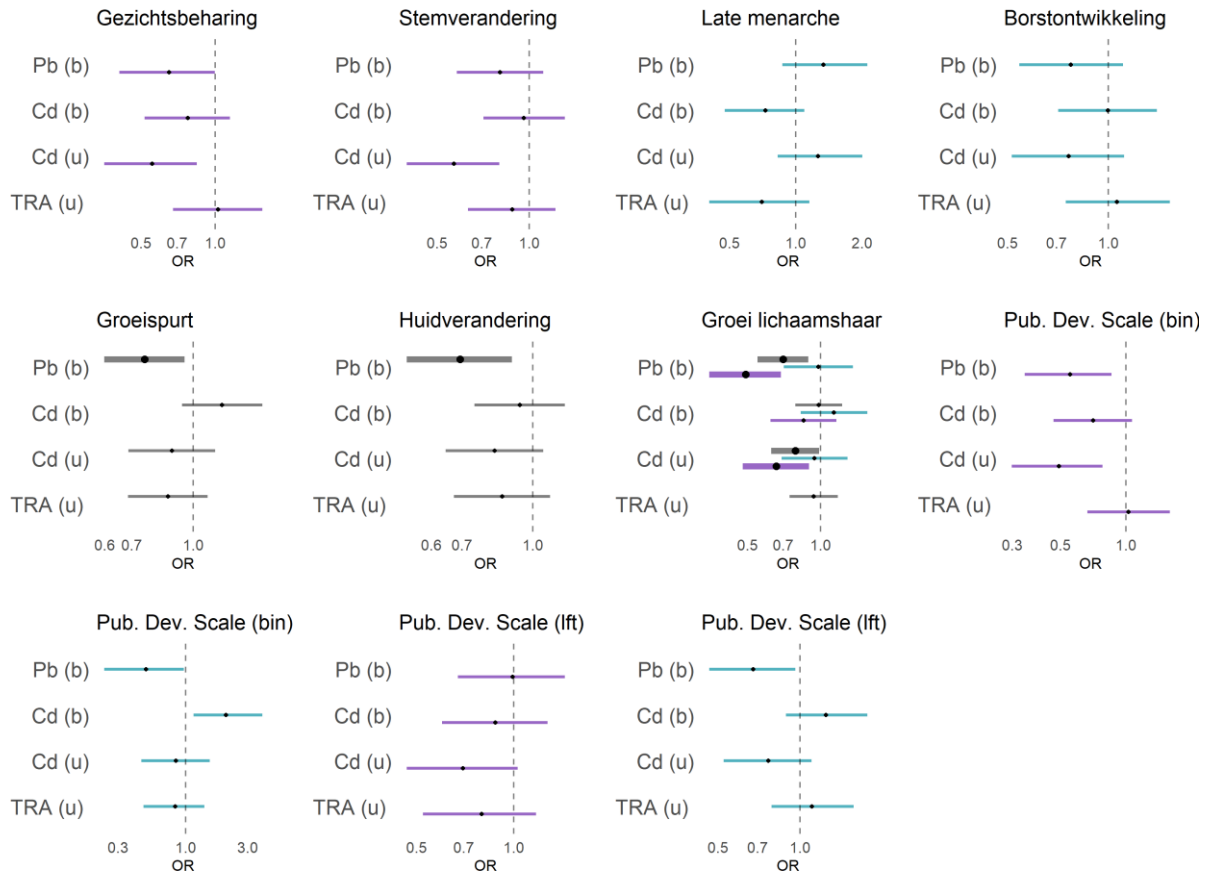 Gezichtsbeharing
Pb (b)
Cd (b)
Cd (u)
TRA (u)
0.5 0.7 1.0
OR
Stemverandering
Pb (b)
Cd (b)
Cd (u)
TRA (u)
0.5 0.7 1.0
OR
Late menarche
Pb (b)
Cd (b)
Cd (u)
TRA (u)
0.5 1.0 2.0
OR
Borstontwikkeling
Pb (b)
Cd (b)
Cd (u)
TRA (u)
0.5 0.7 1.0
OR
Groeispurt
Pb (b)
Cd (b)
Cd (u)
TRA (u)
0.6 0.7 1.0
OR
Huidverandering
Pb (b)
Cd (b)
Cd (u)
TRA (u)
0.6 0.7 1.0
OR
Groei lichaamshaar
Pb (b)
Cd (b)
Cd (u)
TRA (u)
0.5 0.7 1.0
OR
Pub. Dev. Scale (bin)
Pb (b)
Cd (b)
Cd (u)
TRA (u)
0.3 0.5 1.0
OR
Pub. Dev. Scale (bin)
Pb (b)
Cd (b)
Cd (u)
TRA (u)
0.3 1.0 3.0
OR
Pub. Dev. Scale (lft)
Pb (b)
Cd (b)
Cd (u)
TRA (u)
0.5 0.7 1.0
OR
Pub. Dev. Scale (lft)
Pb (b)
Cd (b)
Cd (u)
TRA (u)
0.5 0.7 1.0
OR